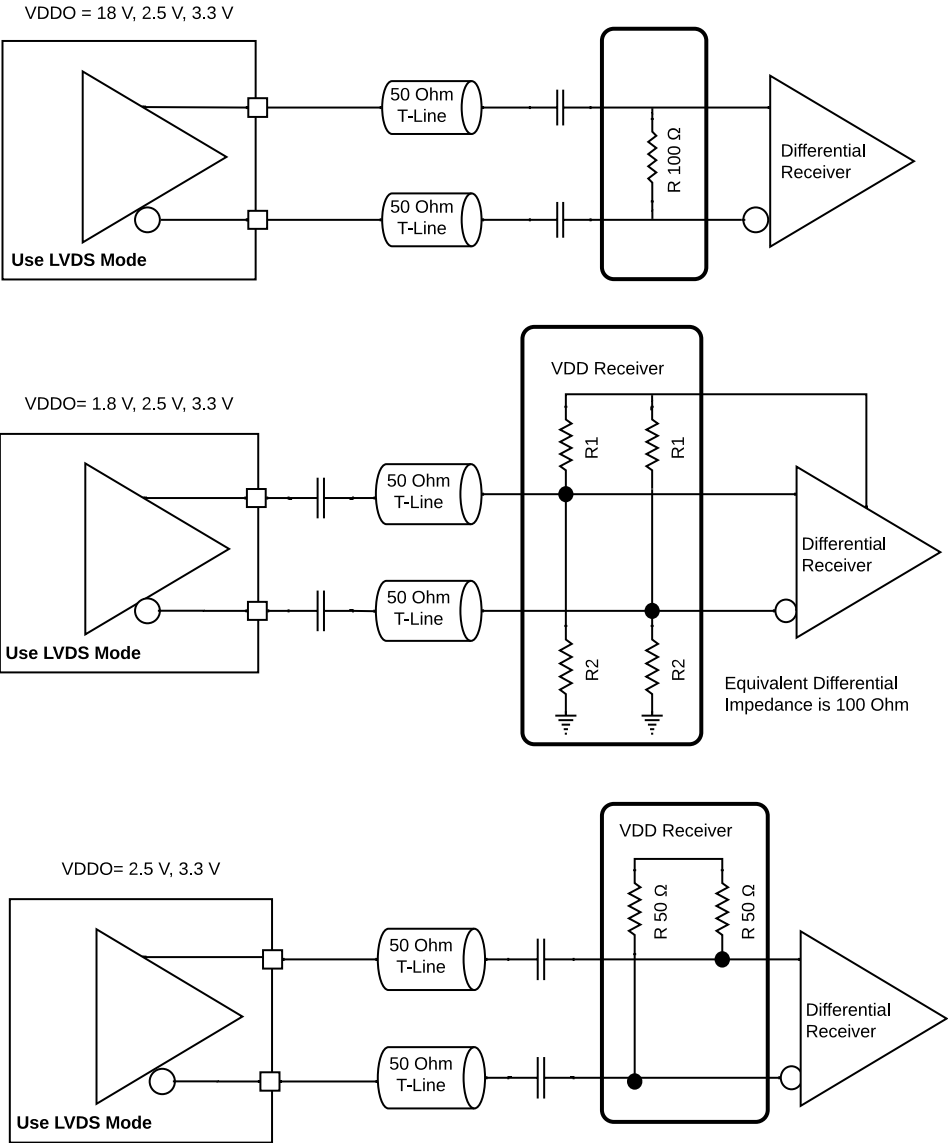 VDDO = 18 V, 2.5 V, 3.3 V
50 Ohm
T-Line
R 100 Ω
Differential
Receiver
50 Ohm
T-Line
Use LVDS Mode
VDD Receiver
VDDO= 1.8 V, 2.5 V, 3.3 V
R1
R1
50 Ohm
T-Line
Differential
Receiver
50 Ohm
T-Line
Use LVDS Mode
R2
R2
Equivalent Differential
Impedance is 100 Ohm
VDD Receiver
VDDO= 2.5 V, 3.3 V
R 50 Ω
R 50 Ω
50 Ohm
T-Line
Differential
Receiver
50 Ohm
T-Line
Use LVDS Mode